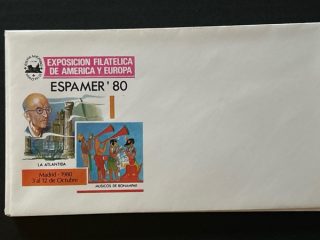 EXPOSICION FILATELICA
DE AMERICA Y EUROPA
ESPAMER '80
LA ATLANTIDA
Madrid - 1980
3 al 12 de Octubre
MUSICOS DE BONAMPAK